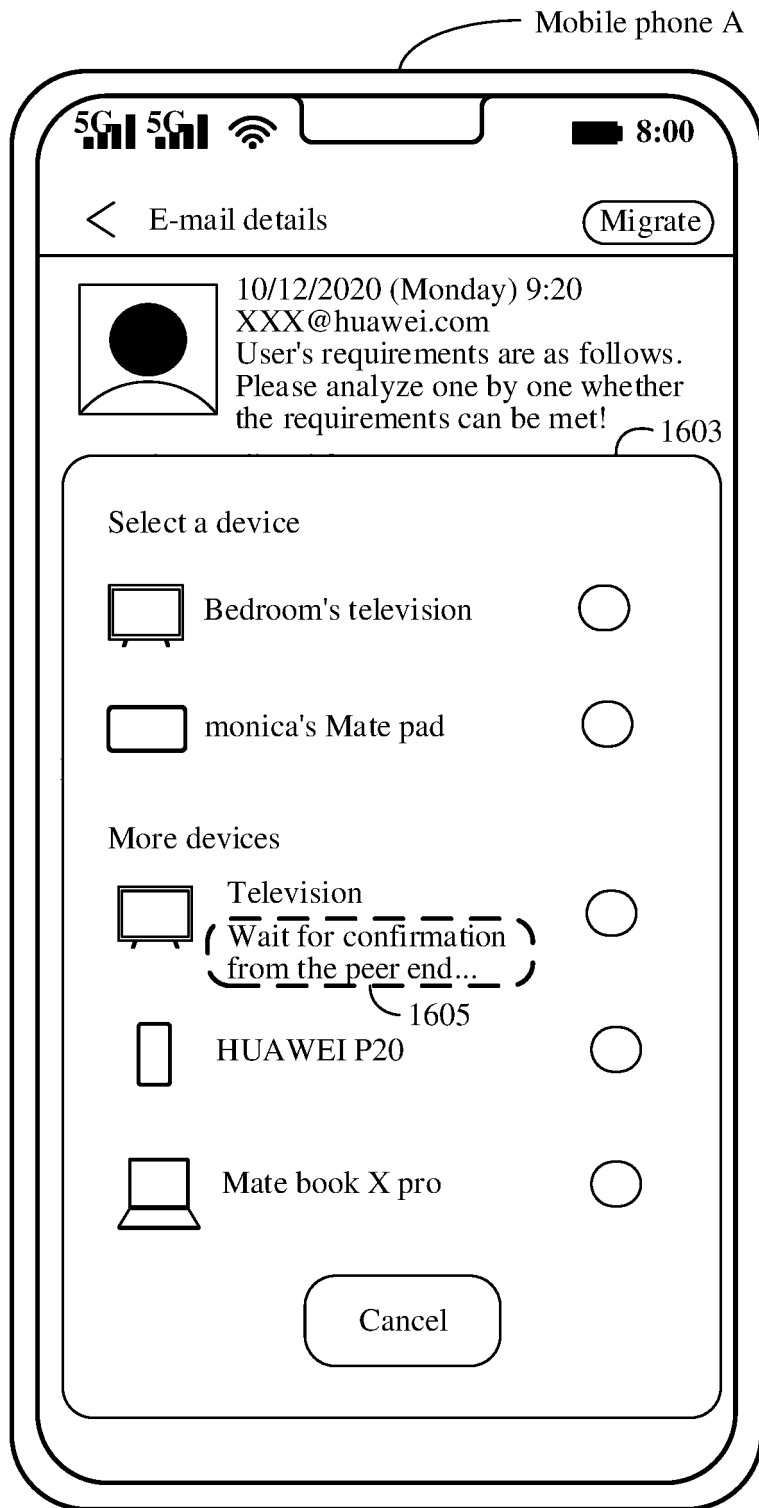 Mobile phone A
5G 5G 8:00
E-mail details Migrate
10/12/2020 (Monday) 9:20
XXX@huawei.com
User's requirements are as follows.
Please analyze one by one whether
the requirements can be met!
1603
Select a device
Bedroom's television
monica's Mate pad
More devices
Television
Wait for confirmation
from the peer end...
1605
HUAWEI P20
Mate book X pro
Cancel